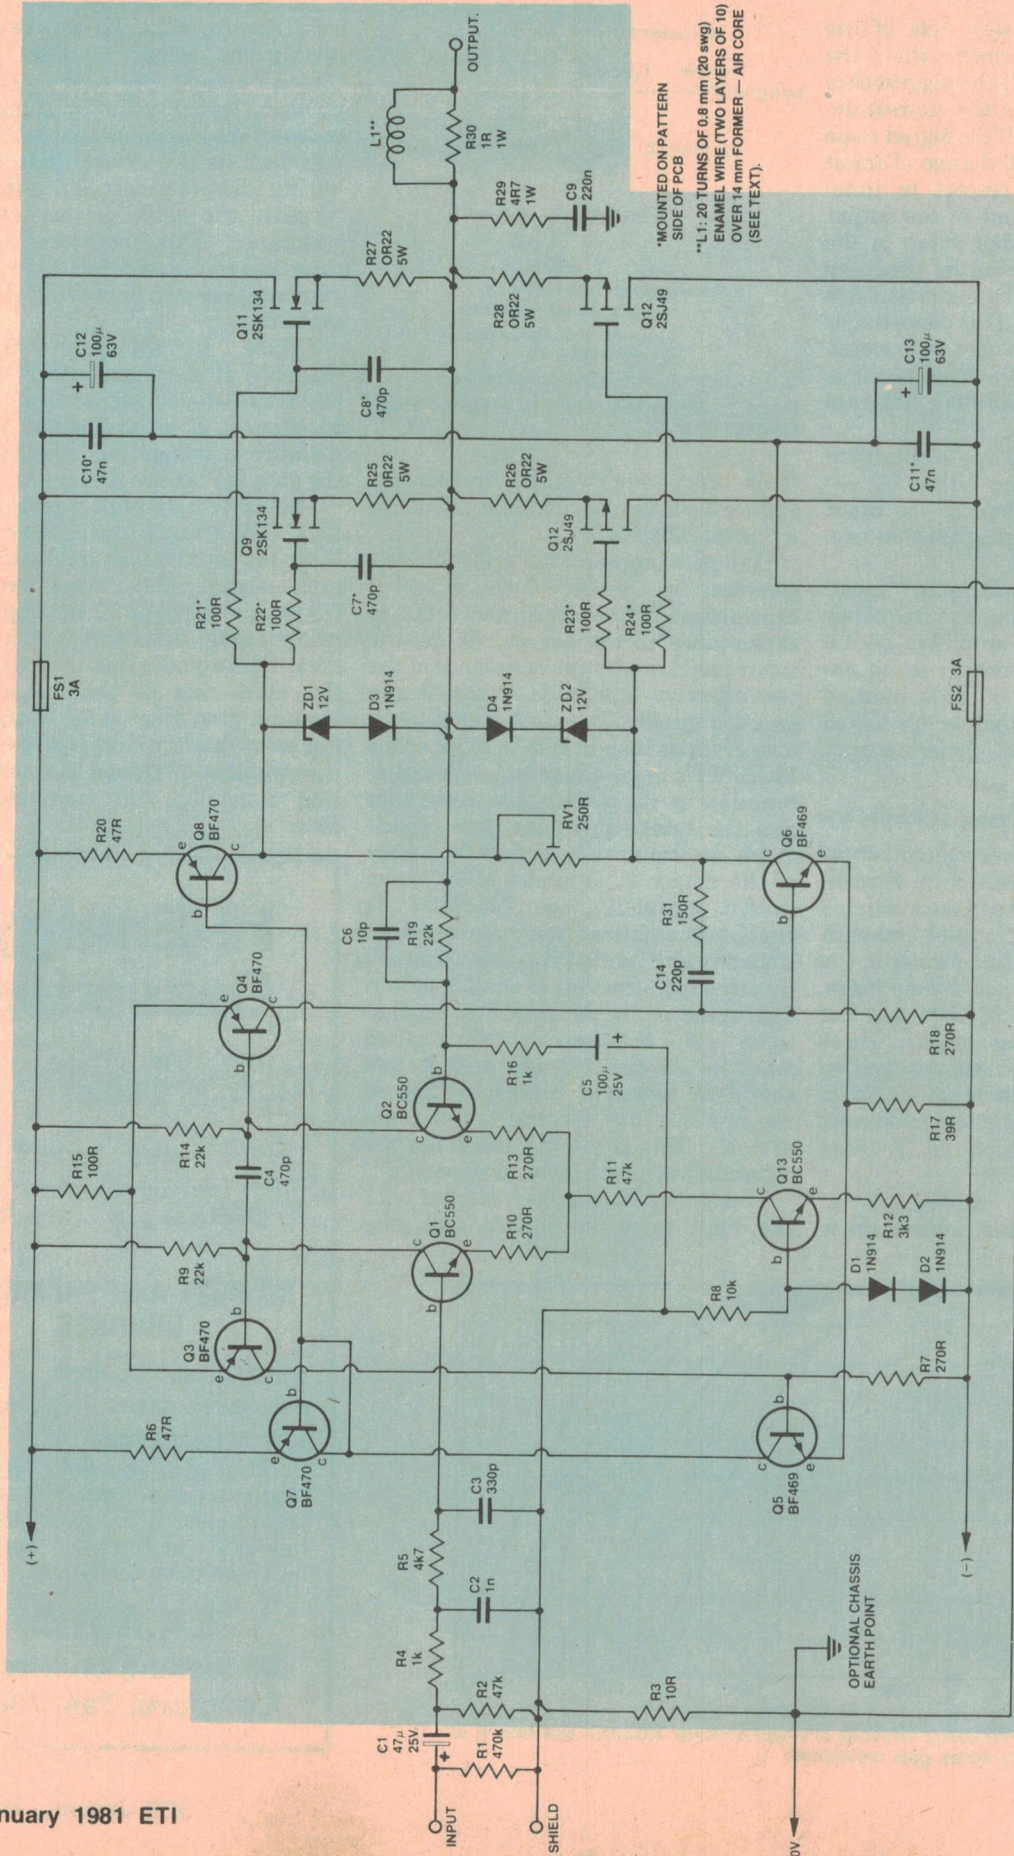 (+)
R6
47R
R15
100R
R9
22k
R14
22k
R20
47R
FS1
3A
C10*
47n
C12
100μ
63V
+
Q7
BF470
e
b
c
Q3
BF470
e
b
c
C4
470p
Q4
BF470
e
b
c
Q8
BF470
e
b
c
R21*
100R
R22*
100R
Q9
2SK134
Q11
2SK134
R25
0R22
5W
R27
OR22
5W
C7*
470p
C8*
470p
ZD1
12V
D3
1N914
D4
1N914
ZD2
12V
L1**
R30
1R
1W
OUTPUT.
R29
4R7
1W
C9
220n
INPUT
C1
47μ
25V
+
R1
470k
R2
47k
R4
1k
C2
1n
R5
4k7
C3
330p
SHIELD
Q1
BC550
b
c
e
Q2
BC550
b
c
e
R10
270R
R13
270R
R11
47k
R16
1k
C5
100μ
25V
+
C6
10p
R19
22k
RV1
250R
R26
OR22
5W
R28
OR22
5W
R23*
100R
R24*
100R
Q12
2SJ49
Q12
2SJ49
R31
150R
C14
220p
R3
10R
R8
10k
Q5
BF469
c
b
e
Q13
BC550
c
b
e
Q6
BF469
c
b
e
D1
1N914
D2
1N914
R7
270R
R12
3k3
R17
39R
R18
270R
FS2 3A
C11*
47n
C13
100μ
63V
+
(-)
OPTIONAL CHASSIS
EARTH POINT
0V
*MOUNTED ON PATTERN
SIDE OF PCB
**L1: 20 TURNS OF 0.8 mm (20 swg)
ENAMEL WIRE (TWO LAYERS OF 10)
OVER 14 mm FORMER — AIR CORE
(SEE TEXT).
nuary 1981 ETI